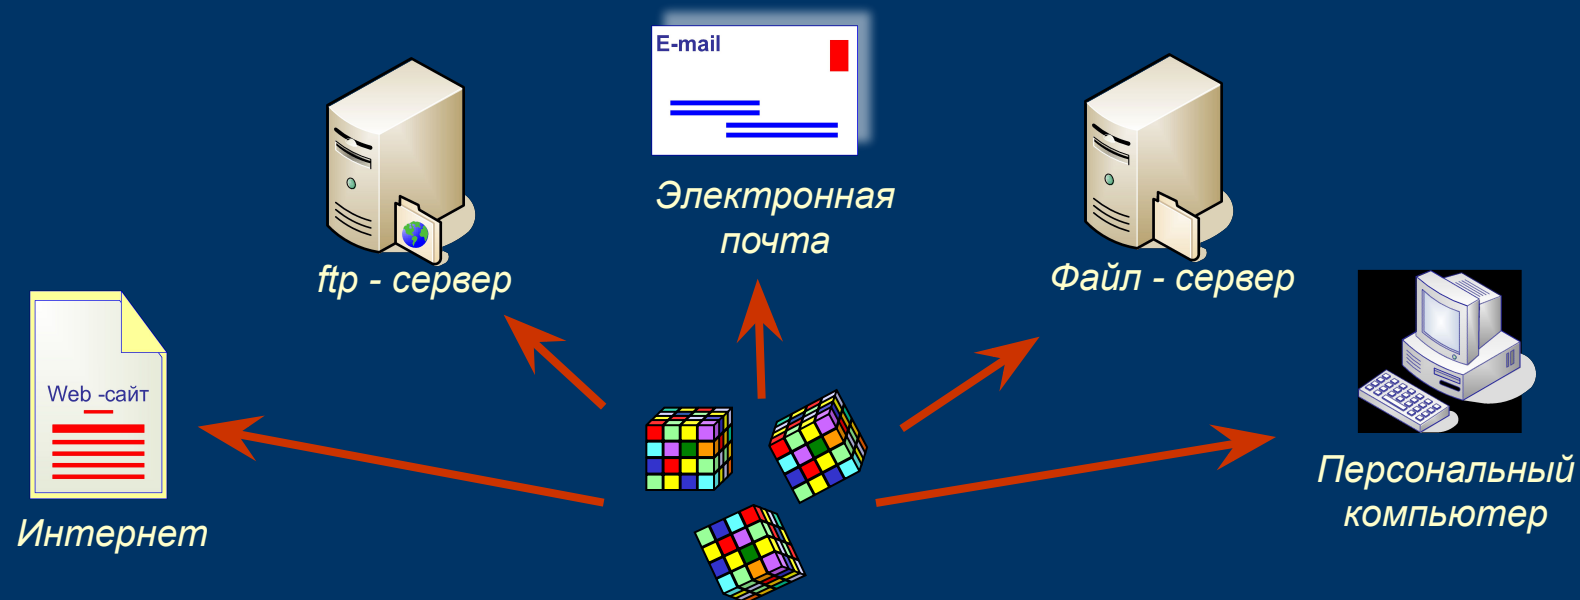 E-mail
Электронная
почта
ftp - сервер
Файл - сервер
Web -сайт
Интернет
Персональный
компьютер